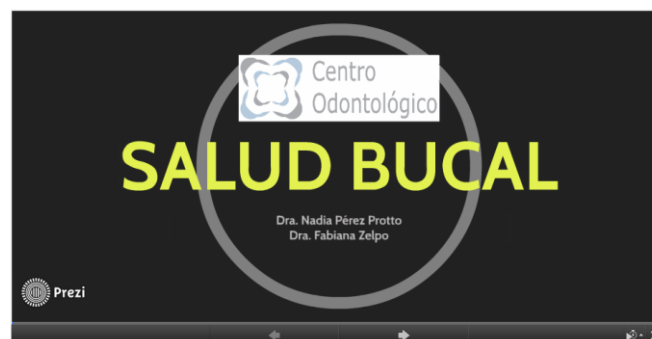 Centro
Odontológico
SALUD BUCAL
Dra. Nadia Pérez Protto
Dra. Fabiana Zelpo
Prezi